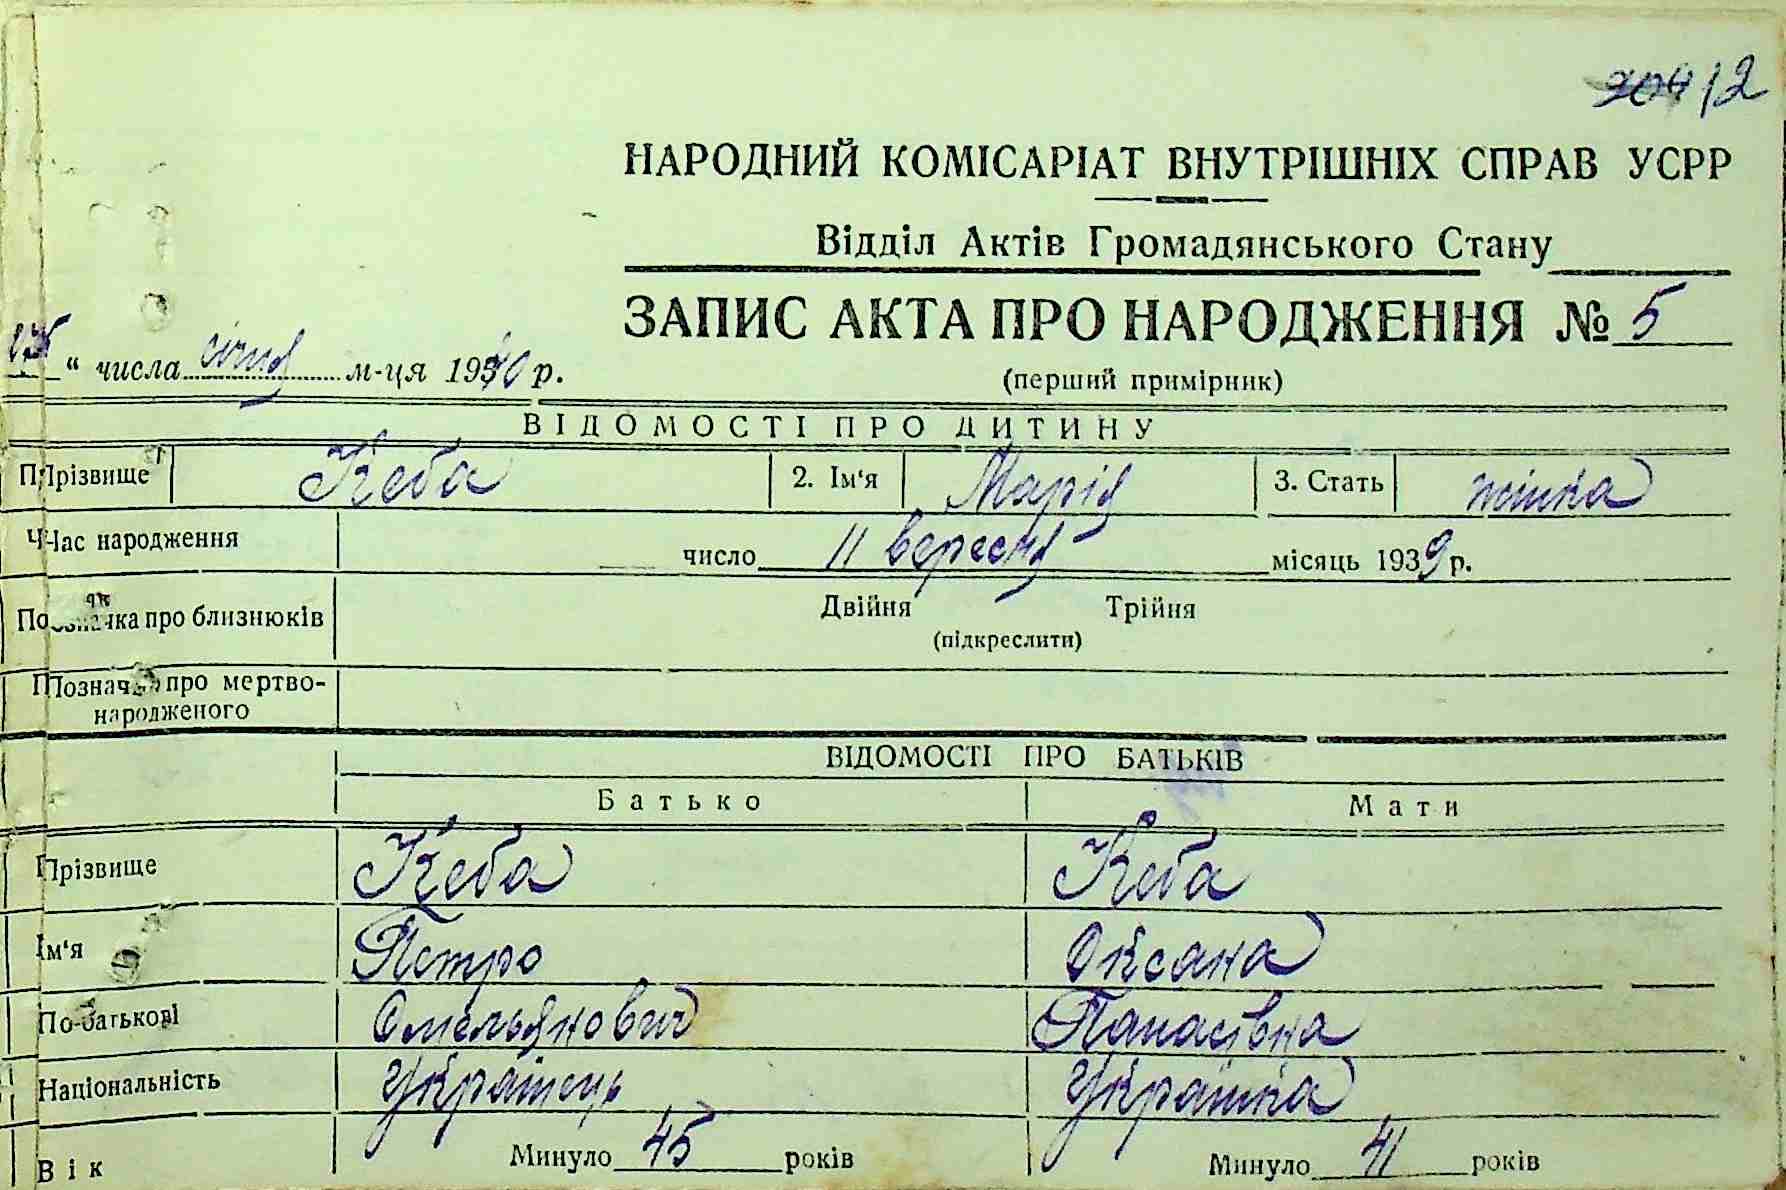 12
НАРОДНИЙ КОМІСАРІАТ ВНУТРІШНІХ СПРАВ УСРР
Відділ Актів Громадянського Стану
ЗАПИС АКТА ПРО НАРОДЖЕННЯ № 5
(перший примірник)
“ числа січня м-ця 1940 р.
ВІДОМОСТІ ПРО ДИТИНУ
Прізвище Кеба 2. Ім‘я Марія 3. Стать жінка
Час народження число 11 вересня місяць 1939 р.
Позначка про близнюків Двійня Трійня
(підкреслити)
Позначка про мертво-
народженого
ВІДОМОСТІ ПРО БАТЬКІВ
Батько Мати
Прізвище Кеба Кеба
Ім‘я Петро Оксана
По-батькові Омельянович Панасівна
Національність Українець Українка
Вік Минуло 45 років Минуло 41 років